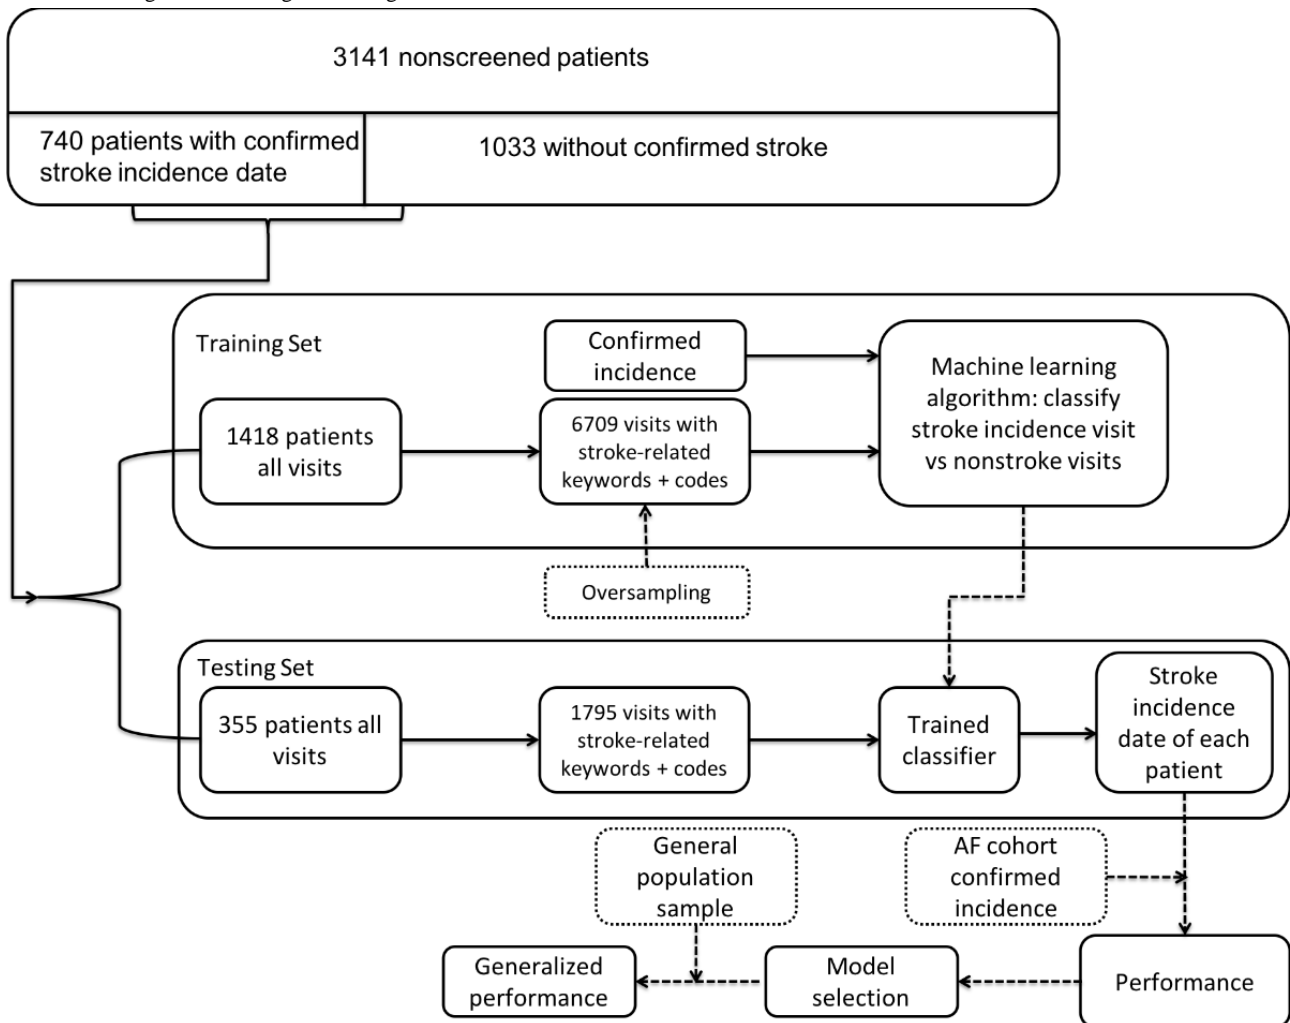 3141 nonscreened patients
740 patients with confirmed
stroke incidence date
1033 without confirmed stroke
Training Set
Confirmed
incidence
1418 patients
all visits
6709 visits with
stroke-related
keywords + codes
Machine learning
algorithm: classify
stroke incidence visit
vs nonstroke visits
Oversampling
Testing Set
355 patients all
visits
1795 visits with
stroke-related
keywords + codes
Trained
classifier
Stroke
incidence
date of each
patient
General
population
sample
AF cohort
confirmed
incidence
Generalized
performance
Model
selection
Performance